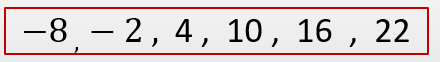 −8 , − 2 , 4 , 10 , 16 , 22